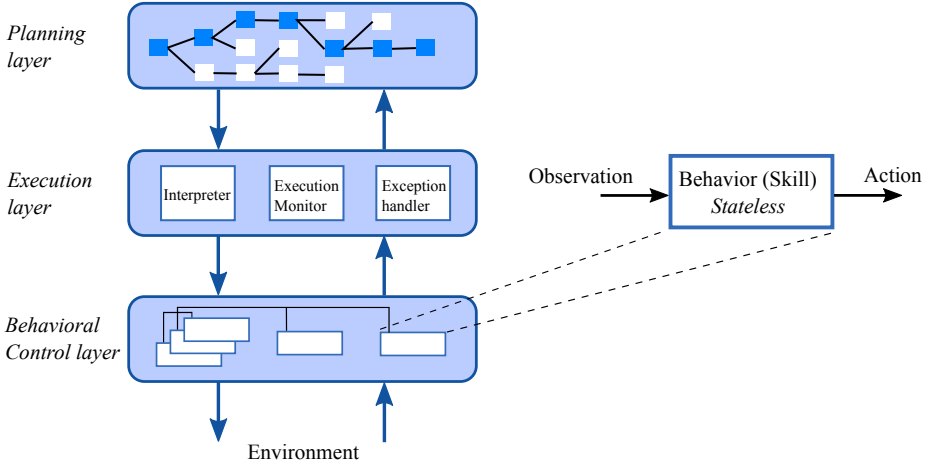 Planning
layer
Execution
layer
Interpreter
Execution
Monitor
Exception
handler
Observation
Behavior (Skill)
Stateless
Action
Behavioral
Control layer
Environment